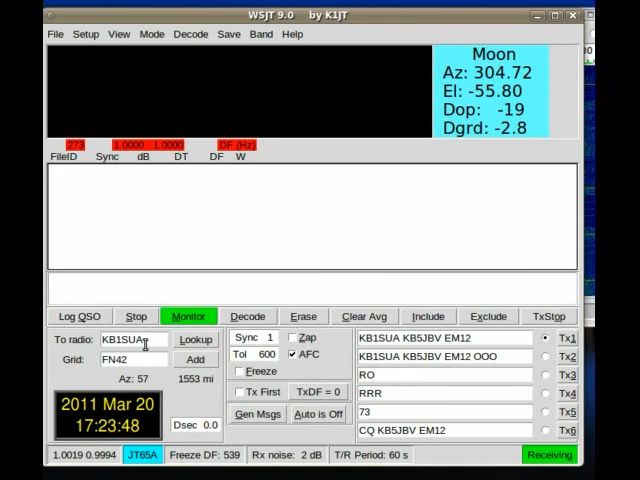 WSJT 9.0 by K1JT
File Setup View Mode Decode Save Band Help
Moon
Az: 304.72
El: -55.80
Dop: -19
Dgrd: -2.8
273 1.0000 1.0000 DF (Hz)
FileID Sync dB DT DF W
Log QSO Stop Monitor Decode Erase Clear Avg Include Exclude TxStop
To radio: KB1SUA Lookup
Grid: FN42 Add
Az: 57 1553 mi
2011 Mar 20
17:23:48
Dsec 0.0
Sync 1 Zap
Tol 600 AFC
Freeze
Tx First TxDF = 0
Gen Msgs Auto is Off
KB1SUA KB5JBV EM12 Tx1
KB1SUA KB5JBV EM12 OOO Tx2
RO Tx3
RRR Tx4
73 Tx5
CQ KB5JBV EM12 Tx6
1.0019 0.9994 JT65A Freeze DF: 539 Rx noise: 2 dB T/R Period: 60 s Receiving